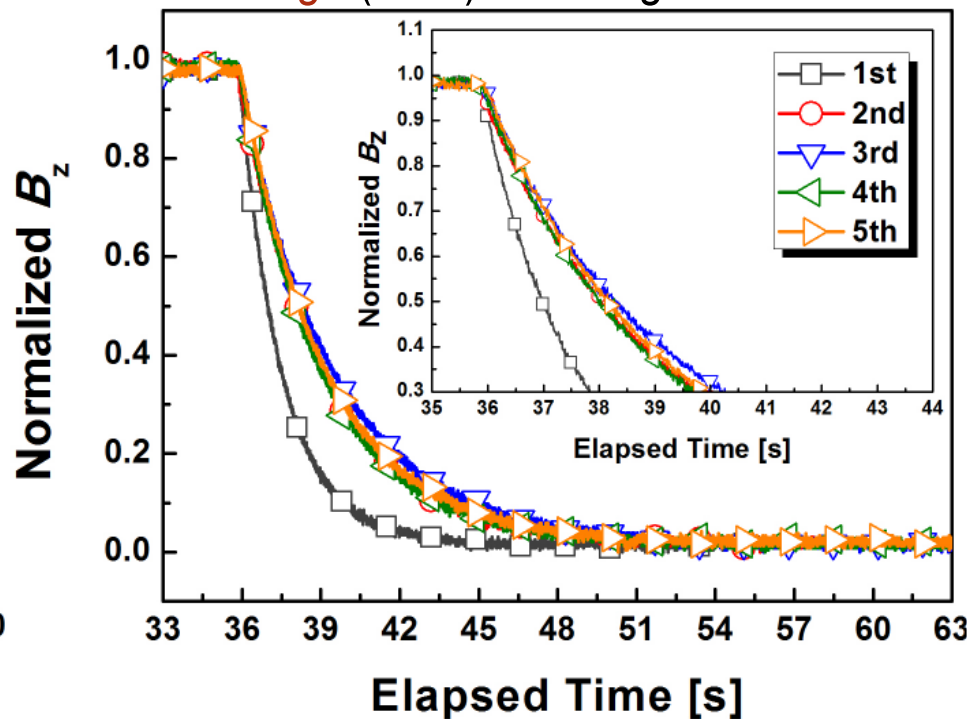 1.0
0.8
0.6
0.4
0.2
0.0
Normalized Bz
33 36 39 42 45 48 51 54 57 60 63
Elapsed Time [s]
1.1
1.0
0.9
0.8
0.7
0.6
0.5
0.4
0.3
Normalized Bz
35 36 37 38 39 40 41 42 43 44
Elapsed Time [s]
1st
2nd
3rd
4th
5th